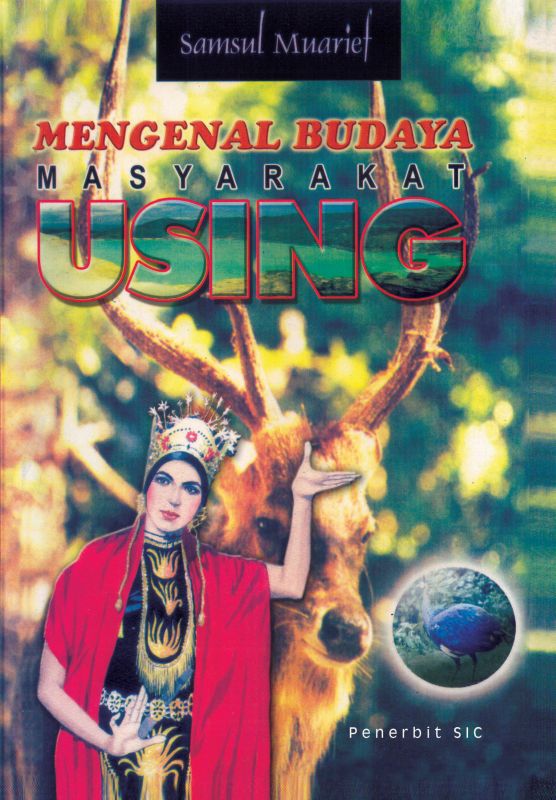 Samsul Muarief
MENGENAL BUDAYA
MASYARAKAT
USING
Penerbit SIC